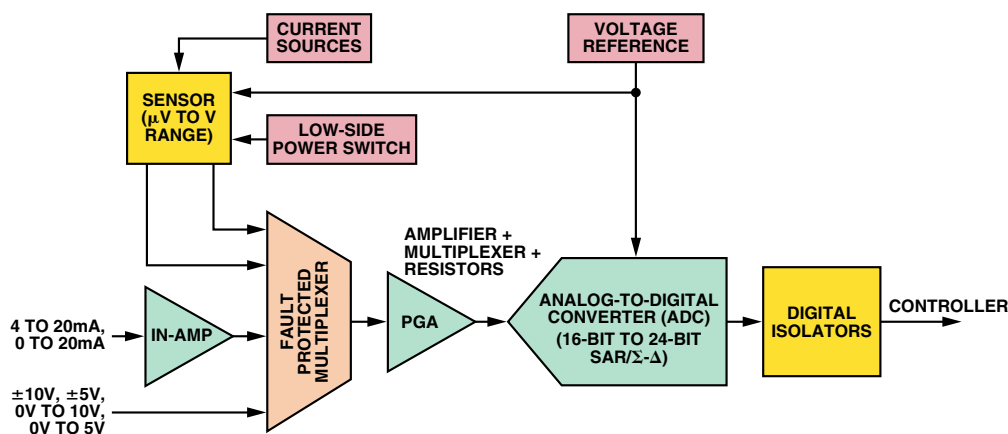 CURRENT
SOURCES
VOLTAGE
REFERENCE
SENSOR
(μV TO V
RANGE)
LOW-SIDE
POWER SWITCH
AMPLIFIER +
MULTIPLEXER +
RESISTORS
4 TO 20mA,
0 TO 20mA
IN-AMP
FAULT
PROTECTED
MULTIPLEXER
PGA
ANALOG-TO-DIGITAL
CONVERTER (ADC)
(16-BIT TO 24-BIT
SAR/Σ-Δ)
DIGITAL
ISOLATORS
CONTROLLER
±10V, ±5V,
0V TO 10V,
0V TO 5V